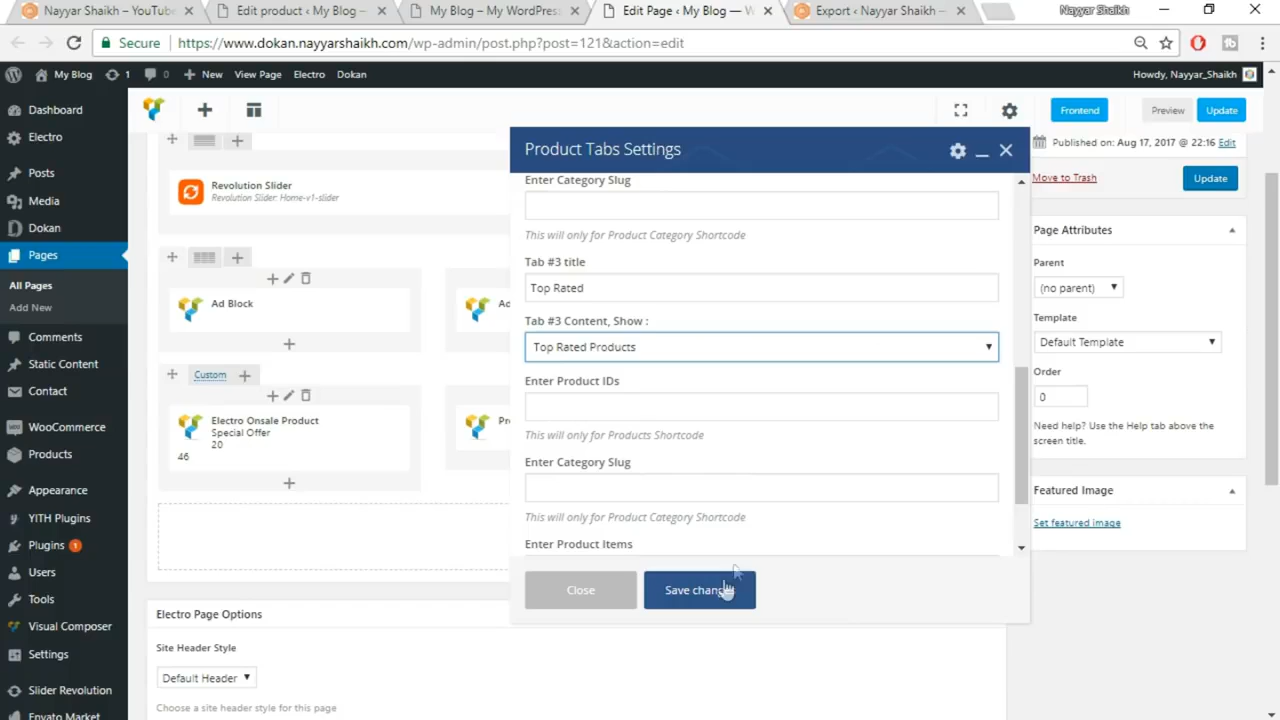 Nayyar Shaikh – YouTube
Edit product ‹ My Blog –
My Blog – My WordPress
Edit Page ‹ My Blog — W
Export ‹ Nayyar Shaikh —
Nayyar Shaikh
Secure
https://www.dokan.nayyarshaikh.com/wp-admin/post.php?post=121&action=edit
My Blog
1
0
New
View Page
Electro
Dokan
Howdy, Nayyar_Shaikh
Dashboard
Electro
Posts
Media
Dokan
Pages
All Pages
Add New
Comments
Static Content
Contact
WooCommerce
Products
Appearance
YITH Plugins
Plugins 1
Users
Tools
Visual Composer
Settings
Slider Revolution
Envato Market
Frontend
Preview
Update
Revolution Slider
Revolution Slider: Home-v1-slider
Ad Block
Custom
Electro Onsale Product
Special Offer
20
46
Product Tabs Settings
Enter Category Slug
This will only for Product Category Shortcode
Tab #3 title
Top Rated
Tab #3 Content, Show :
Top Rated Products
Enter Product IDs
This will only for Products Shortcode
Enter Category Slug
This will only for Product Category Shortcode
Enter Product Items
Close
Save changes
Published on: Aug 17, 2017 @ 22:16 Edit
Move to Trash
Update
Page Attributes
Parent
(no parent)
Template
Default Template
Order
0
Need help? Use the Help tab above the
screen title.
Featured Image
Set featured image
Electro Page Options
Site Header Style
Default Header
Choose a site header style for this page